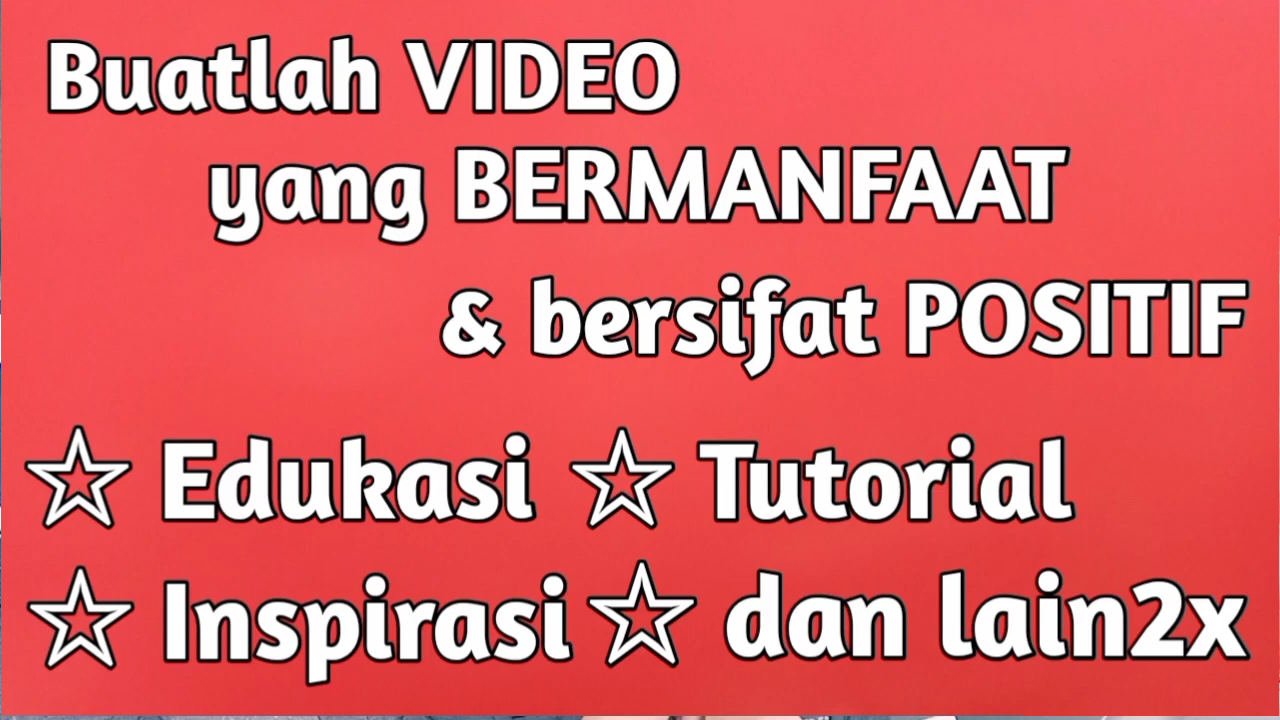 Buatlah VIDEO
yang BERMANFAAT
& bersifat POSITIF
☆ Edukasi ☆ Tutorial
☆ Inspirasi ☆ dan lain2x